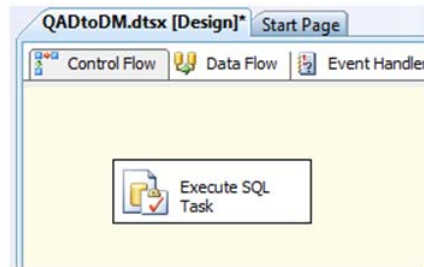 QADtoDM.dtsx [Design]* Start Page
Control Flow Data Flow Event Handler
Execute SQL
Task